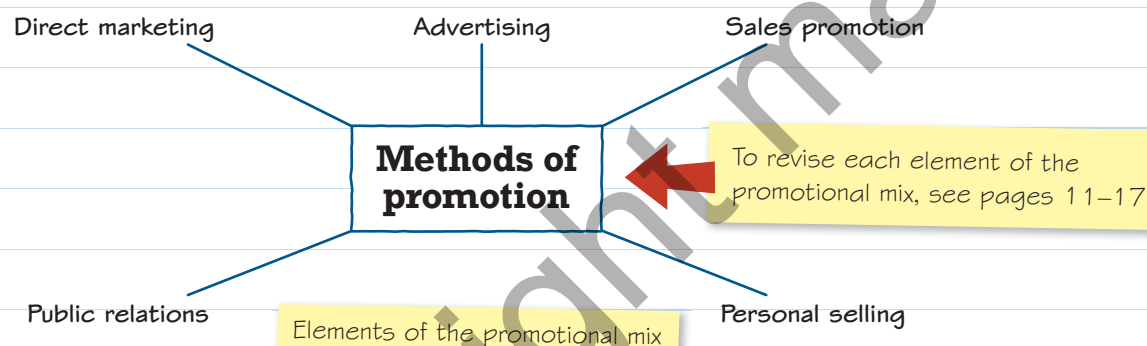 Direct marketing
Advertising
Sales promotion
Methods of
promotion
To revise each element of the
promotional mix, see pages 11–17
Public relations
Personal selling
Elements of the promotional mix